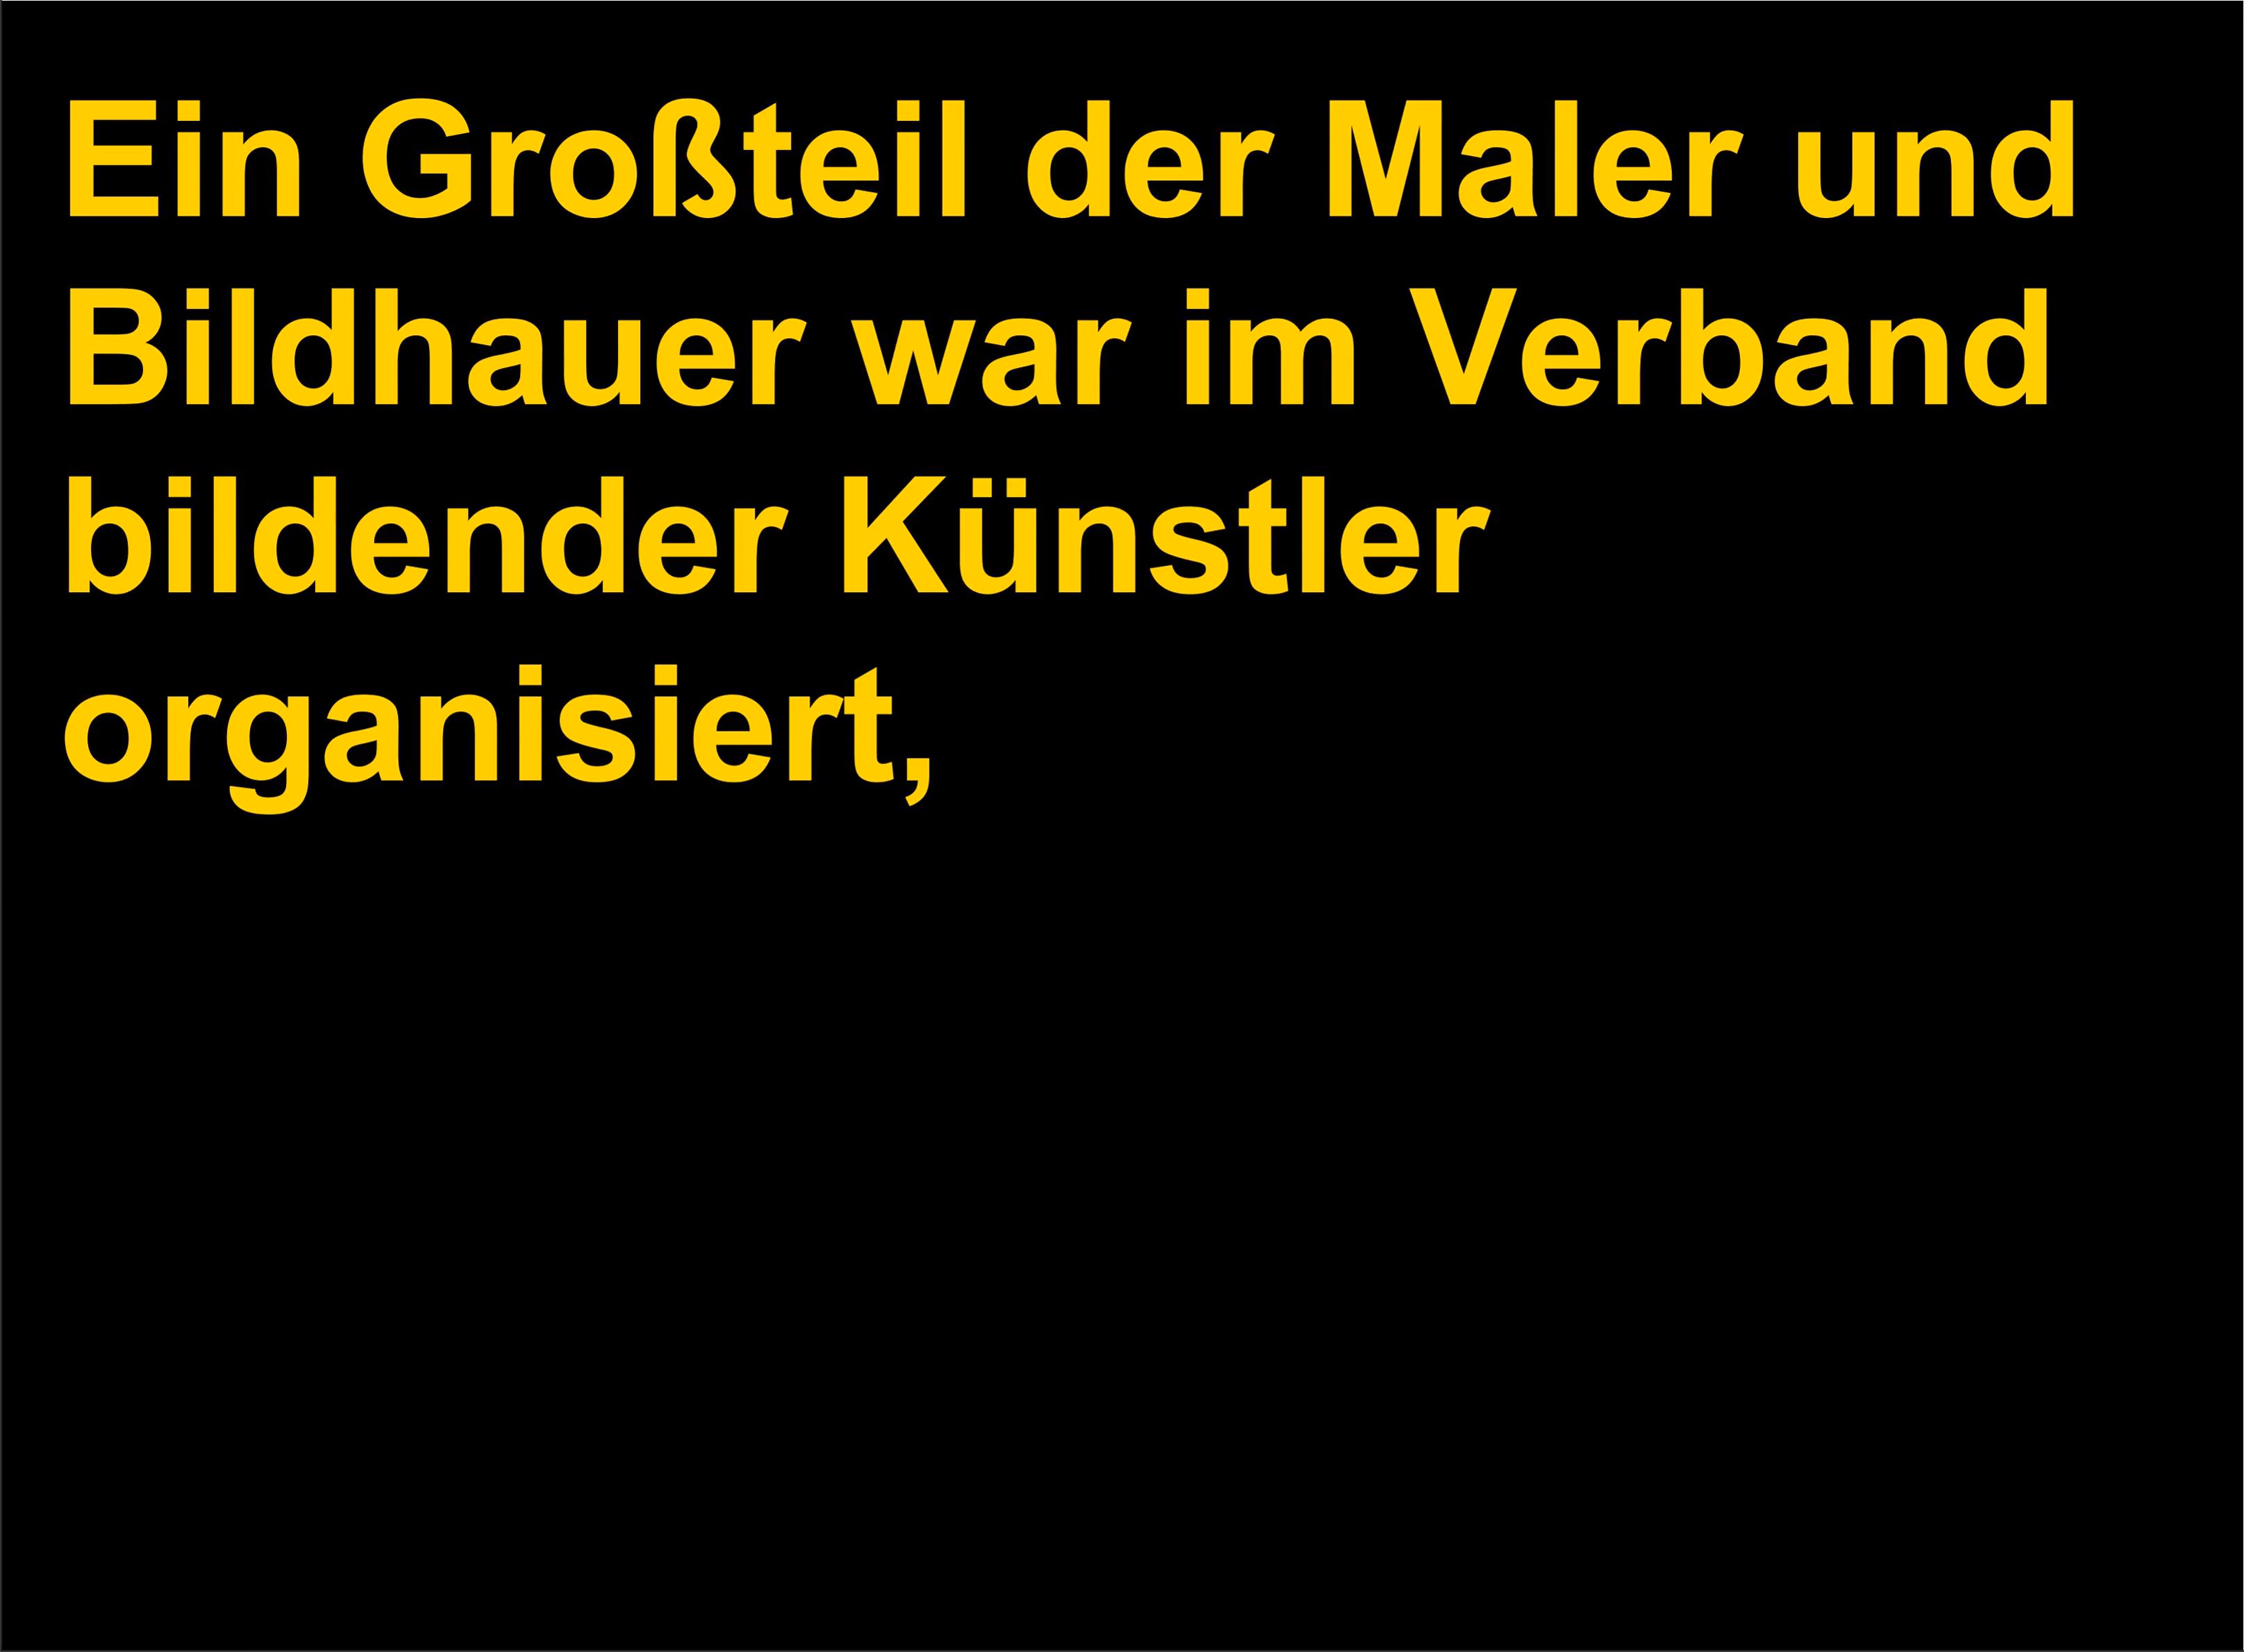 Ein Großteil der Maler und
Bildhauer war im Verband
bildender Künstler
organisiert,